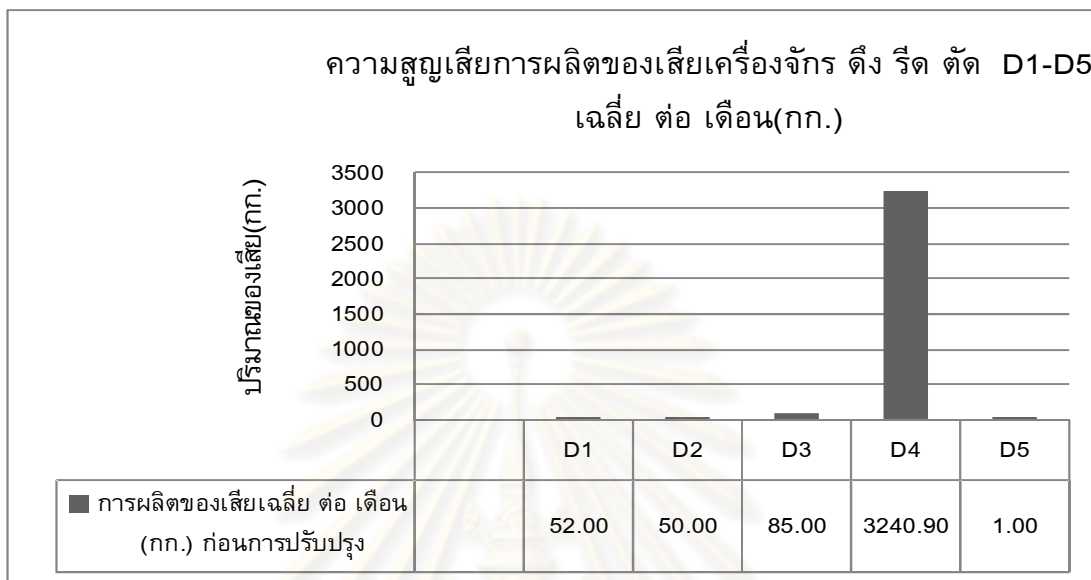 ความสูญเสียการผลิตของเสียเครื่องจักร ดึง รีด ตัด D1-D5
เฉลี่ย ต่อ เดือน(กก.)
ปริมาณของเสีย(กก.)
3500
3000
2500
2000
1500
1000
500
0
D1 D2 D3 D4 D5
การผลิตของเสียเฉลี่ย ต่อ เดือน
(กก.) ก่อนการปรับปรุง
52.00 50.00 85.00 3240.90 1.00